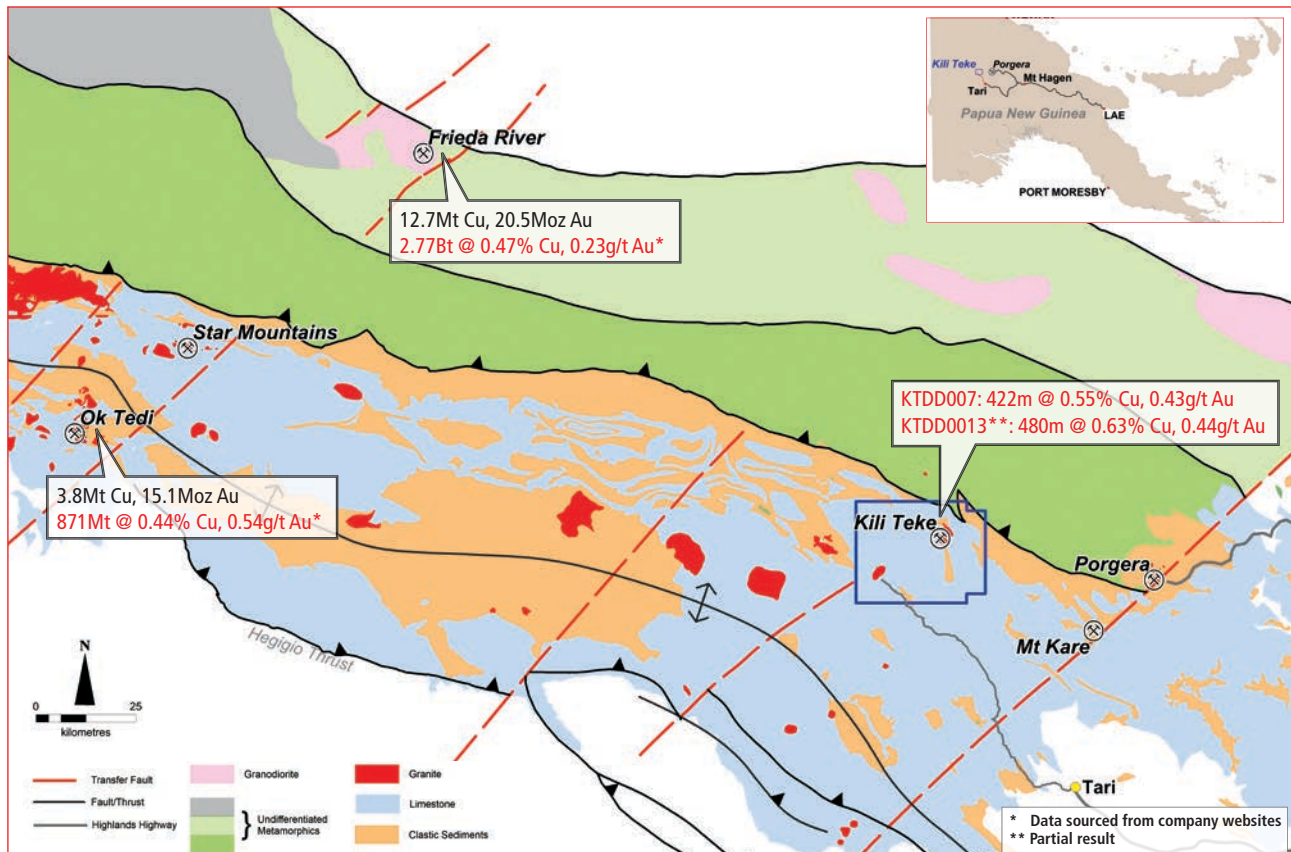 Kili Teke
Porgera
Mt Hagen
Tari
Papua New Guinea
LAE
PORT MORESBY
Frieda River
12.7Mt Cu, 20.5Moz Au
2.77Bt @ 0.47% Cu, 0.23g/t Au*
Star Mountains
Ok Tedi
3.8Mt Cu, 15.1Moz Au
871Mt @ 0.44% Cu, 0.54g/t Au*
KTDD007: 422m @ 0.55% Cu, 0.43g/t Au
KTDD0013**: 480m @ 0.63% Cu, 0.44g/t Au
Kili Teke
Porgera
Mt Kare
Hegigio Thrust
Tari
N
0 25
kilometres
Transfer Fault
Fault/Thrust
Highlands Highway
Granodiorite
} Undifferentiated
Metamorphics
Granite
Limestone
Clastic Sediments
* Data sourced from company websites
** Partial result